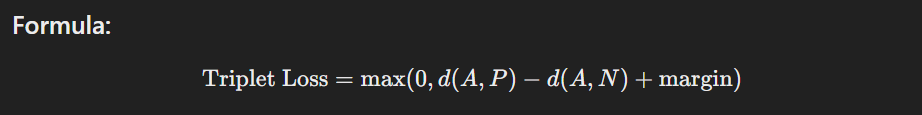 Formula:
Triplet Loss = max(0, d(A, P) − d(A, N) + margin)